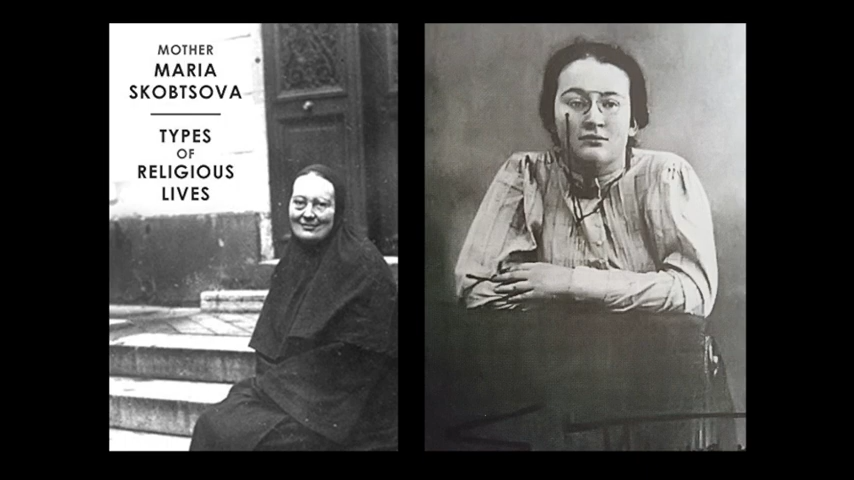 MOTHER
MARIA
SKOBTSOVA
TYPES
OF
RELIGIOUS
LIVES